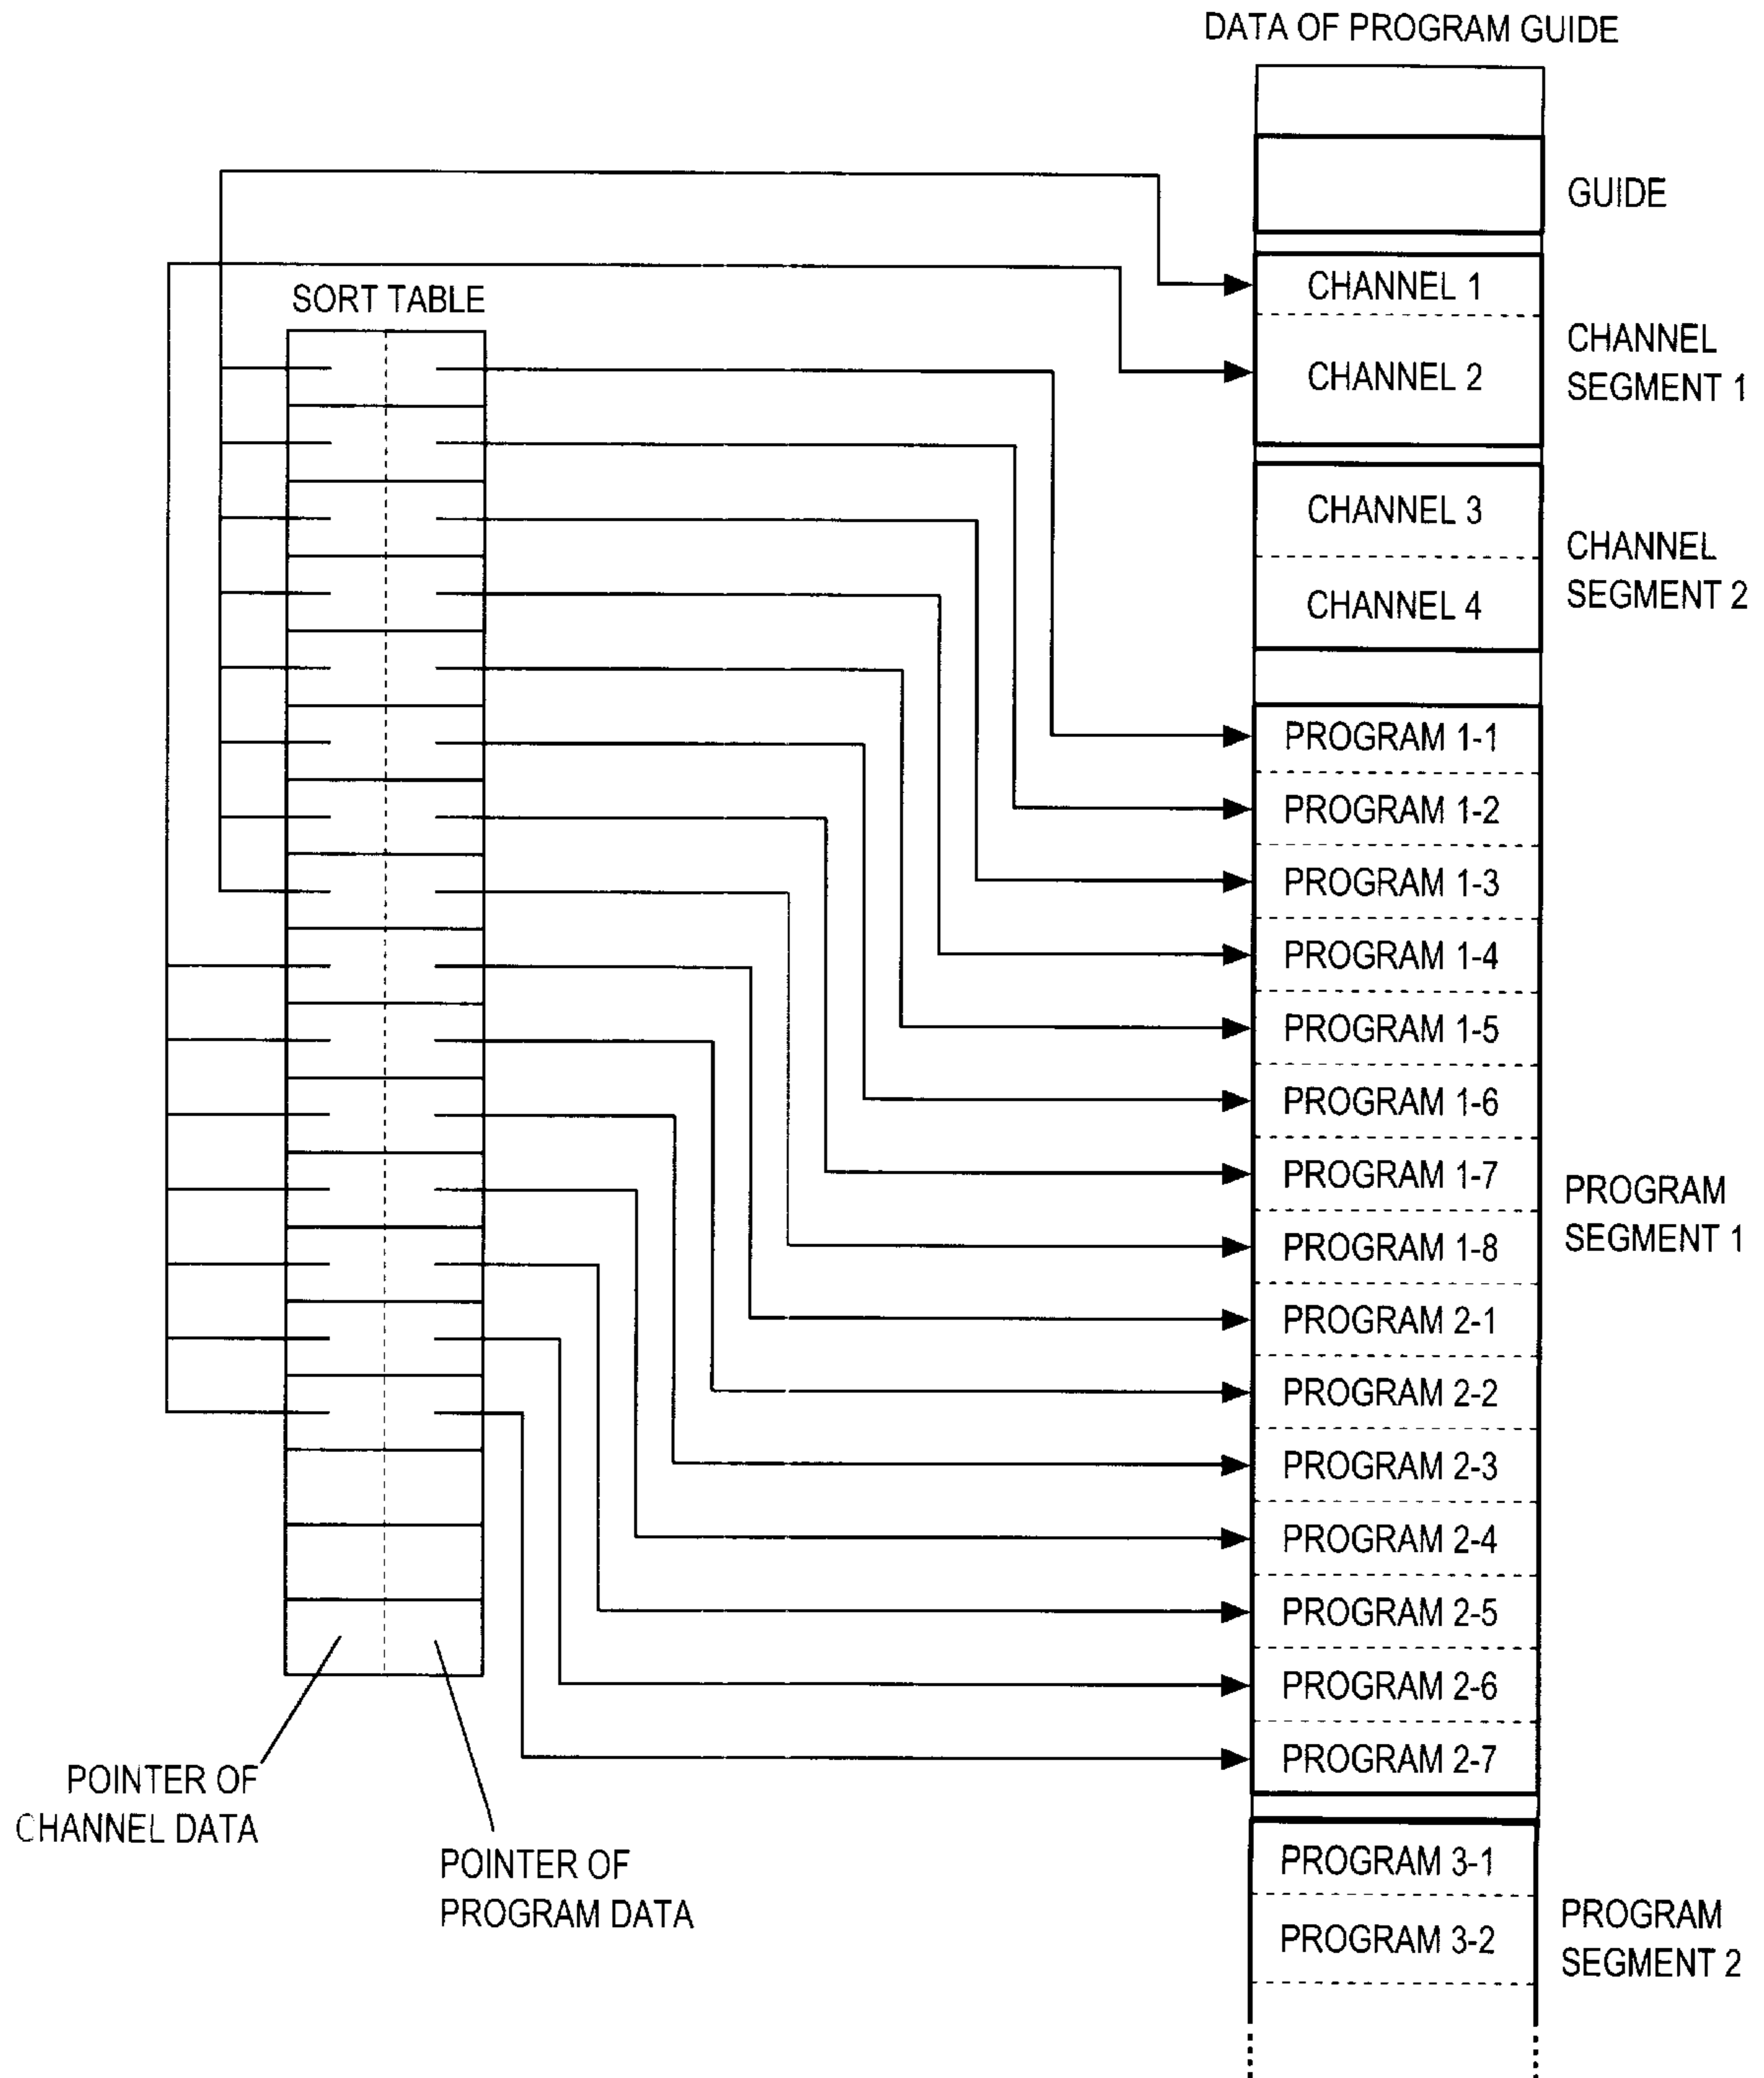 DATA OF PROGRAM GUIDE
GUIDE
SORT TABLE
CHANNEL 1
CHANNEL 2
CHANNEL
SEGMENT 1
CHANNEL 3
CHANNEL 4
CHANNEL
SEGMENT 2
PROGRAM 1-1
PROGRAM 1-2
PROGRAM 1-3
PROGRAM 1-4
PROGRAM 1-5
PROGRAM 1-6
PROGRAM 1-7
PROGRAM 1-8
PROGRAM 2-1
PROGRAM 2-2
PROGRAM 2-3
PROGRAM 2-4
PROGRAM 2-5
PROGRAM 2-6
PROGRAM 2-7
PROGRAM
SEGMENT 1
POINTER OF
CHANNEL DATA
POINTER OF
PROGRAM DATA
PROGRAM 3-1
PROGRAM 3-2
PROGRAM
SEGMENT 2